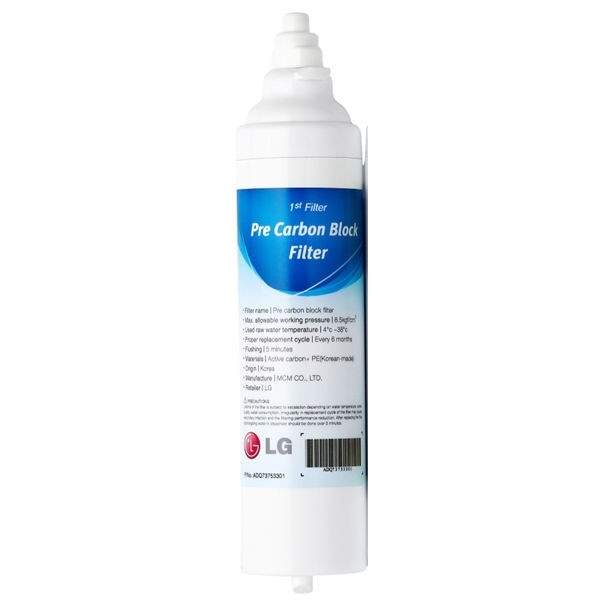 1st Filter
Pre Carbon Block
Filter
· Filter name | Pre carbon block filter
· Max. allowable working pressure | 8.5kgf/cm²
· Used raw water temperature | 4°c ~38°c
· Proper replacement cycle | Every 6 months
· Flushing | 5 minutes
· Materials | Active carbon+ PE(Korean-made)
· Origin | Korea
· Manufacture | MCM CO., LTD.
· Retailer | LG
PRECAUTIONS
LG
ADQ73753301
P/No. ADQ73753301